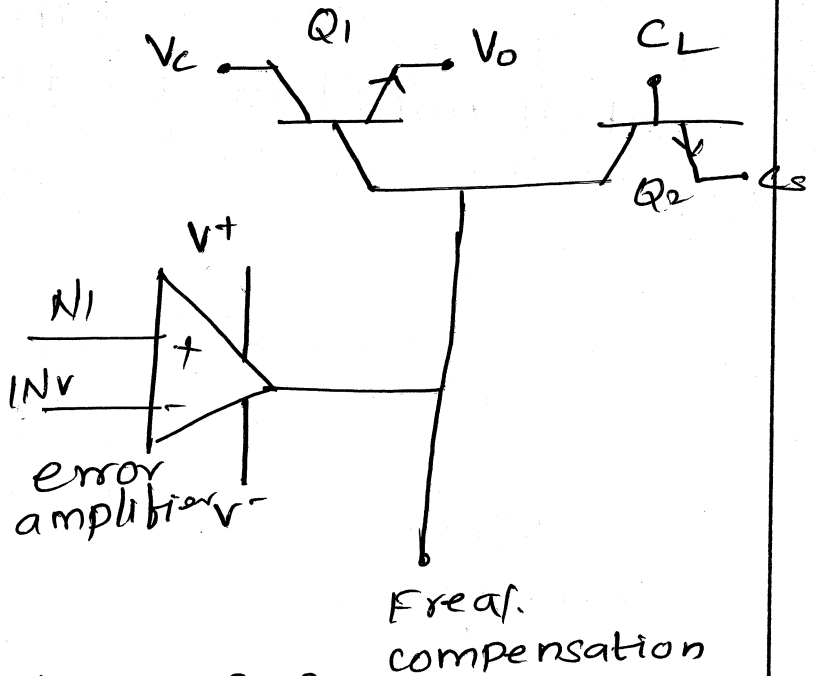 Q1
Vc
Vo
CL
Q2
Cs
V+
NI
+
INV
-
error
amplifier
V-
Freq.
compensation